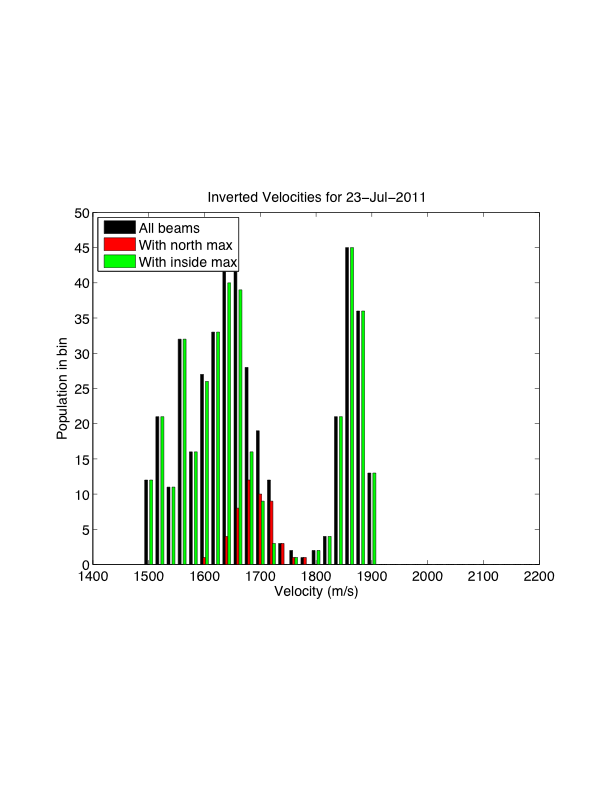 Inverted Velocities for 23-Jul-2011
50
45
40
35
30
25
20
15
10
5
0
All beams
With north max
With inside max
Population in bin
1400 1500 1600 1700 1800 1900 2000 2100 2200
Velocity (m/s)